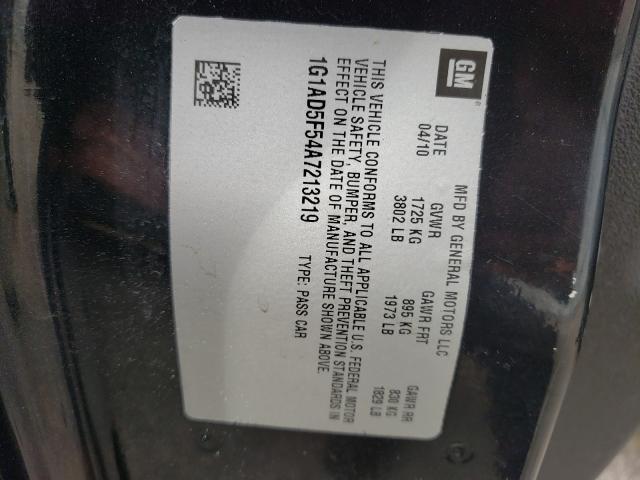 GM
MFD BY GENERAL MOTORS LLC
DATE GVWR GAWR FRT GAWR RR
04/10 1725 KG 895 KG 830 KG
3802 LB 1973 LB 1829 LB
THIS VEHICLE CONFORMS TO ALL APPLICABLE U.S. FEDERAL MOTOR
VEHICLE SAFETY, BUMPER, AND THEFT PREVENTION STANDARDS IN
EFFECT ON THE DATE OF MANUFACTURE SHOWN ABOVE.
1G1AD5F54A7213219 TYPE: PASS CAR